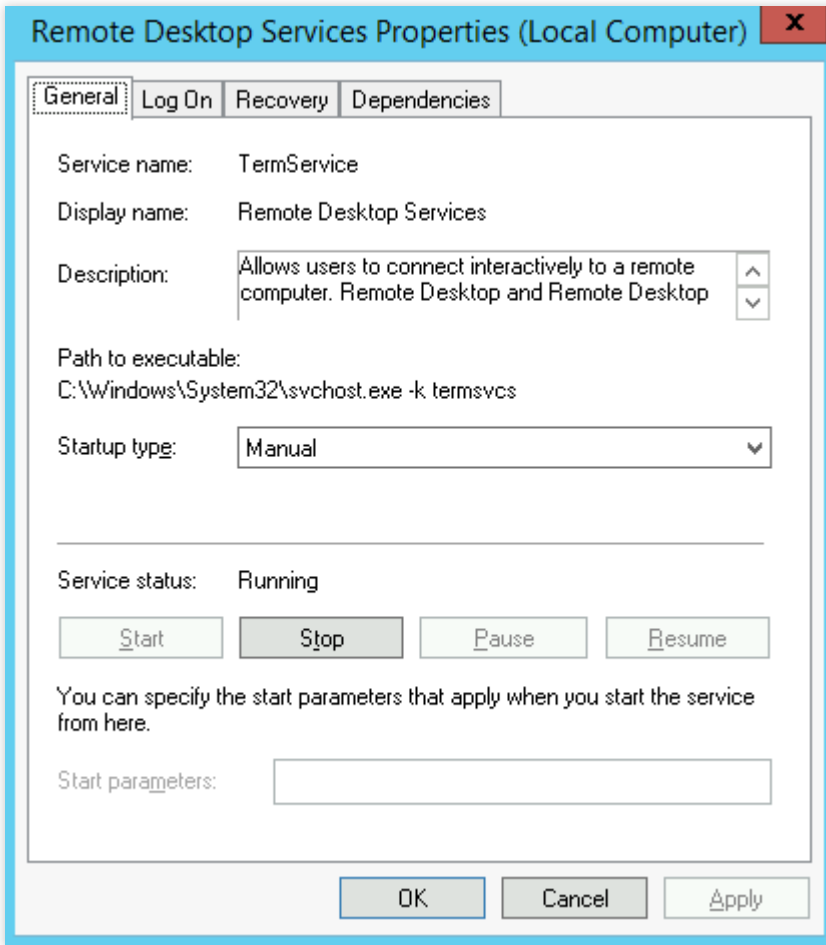 Remote Desktop Services Properties (Local Computer)
x
General Log On Recovery Dependencies
Service name: TermService
Display name: Remote Desktop Services
Description: Allows users to connect interactively to a remote
computer. Remote Desktop and Remote Desktop
Path to executable:
C:\Windows\System32\svchost.exe -k termsvcs
Startup type: Manual
Service status: Running
Start Stop Pause Resume
You can specify the start parameters that apply when you start the service
from here.
Start parameters:
OK Cancel Apply